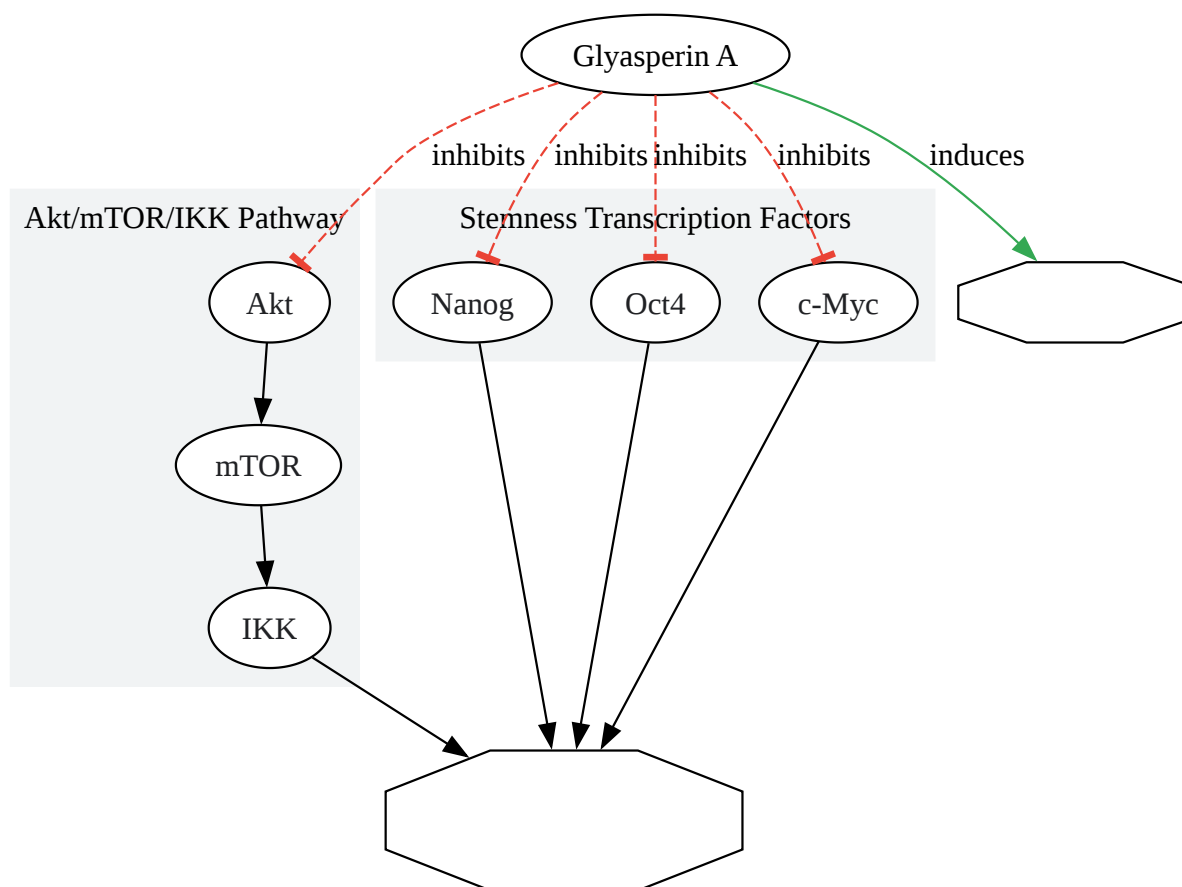 Glyasperin A
inhibits
inhibits
inhibits
inhibits
induces
Akt/mTOR/IKK Pathway
Stemness Transcription Factors
Akt
Nanog
Oct4
c-Myc
mTOR
IKK